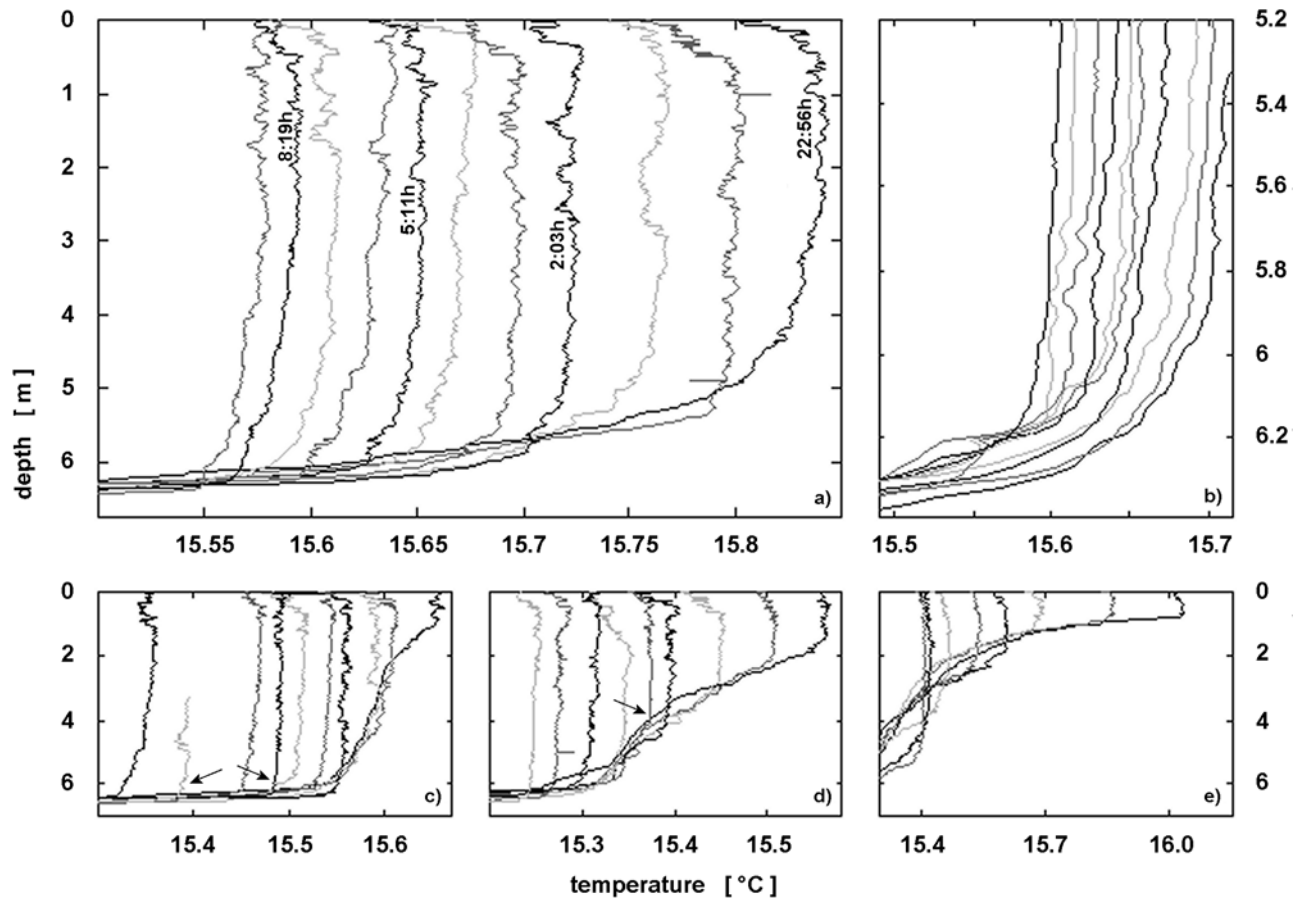 0
1
2
3
4
5
6
depth [ m ]
8:19h
5:11h
2:03h
22:56h
a)
15.55 15.6 15.65 15.7 15.75 15.8
5.2
5.4
5.6
5.8
6
6.2
b)
15.5 15.6 15.7
0
2
4
6
c)
15.4 15.5 15.6
d)
15.3 15.4 15.5
0
2
4
6
e)
15.4 15.7 16.0
temperature [ °C ]